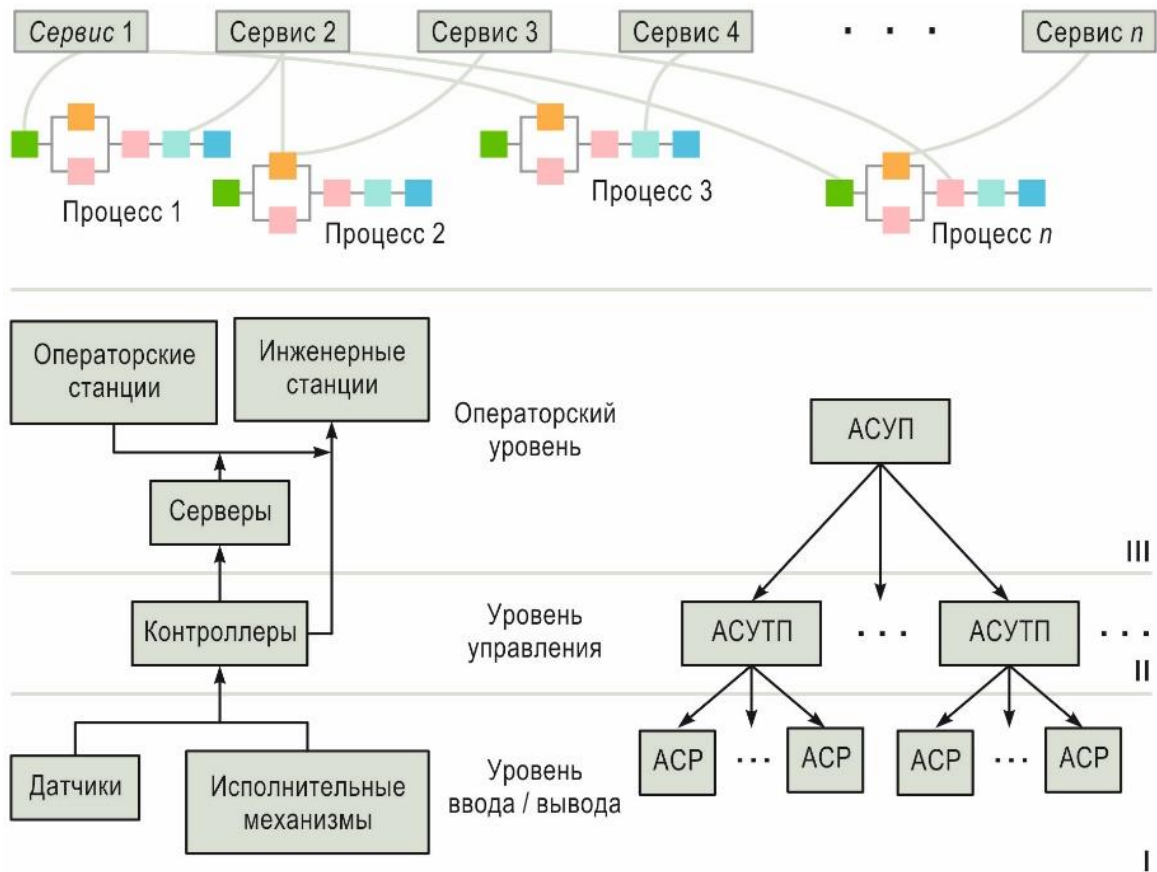 Сервис 1
Сервис 2
Сервис 3
Сервис 4
. . .
Сервис n
Процесс 1
Процесс 2
Процесс 3
Процесс n
Операторские
станции
Инженерные
станции
Операторский
уровень
АСУП
Серверы
III
Контроллеры
Уровень
управления
АСУТП
. . .
АСУТП
. . .
II
Датчики
Исполнительные
механизмы
Уровень
ввода / вывода
АСР
...
АСР
АСР
...
АСР
I